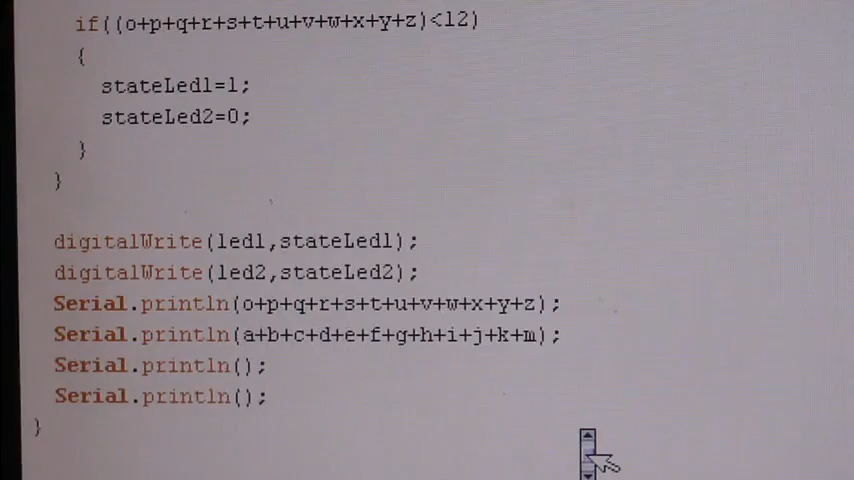 if((o+p+q+r+s+t+u+v+w+x+y+z)<12)
{
stateLed1=1;
stateLed2=0;
}
}
digitalWrite(led1,stateLed1);
digitalWrite(led2,stateLed2);
Serial.println(o+p+q+r+s+t+u+v+w+x+y+z);
Serial.println(a+b+c+d+e+f+g+h+i+j+k+m);
Serial.println();
Serial.println();
}